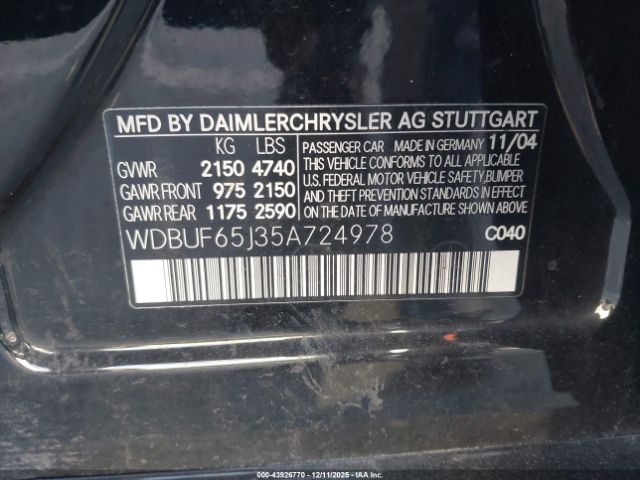 MFD BY DAIMLERCHRYSLER AG STUTTGART
KG LBS
GVWR 2150 4740
GAWR FRONT 975 2150
GAWR REAR 1175 2590
PASSENGER CAR MADE IN GERMANY 11/04
THIS VEHICLE CONFORMS TO ALL APPLICABLE
U.S. FEDERAL MOTOR VEHICLE SAFETY,BUMPER
AND THEFT PREVENTION STANDARDS IN EFFECT
ON THE DATE OF MANUFACTURE SHOWN ABOVE.
WDBUF65J35A724978 C040
000-43926770 - 12/11/2025 - IAAI.COM